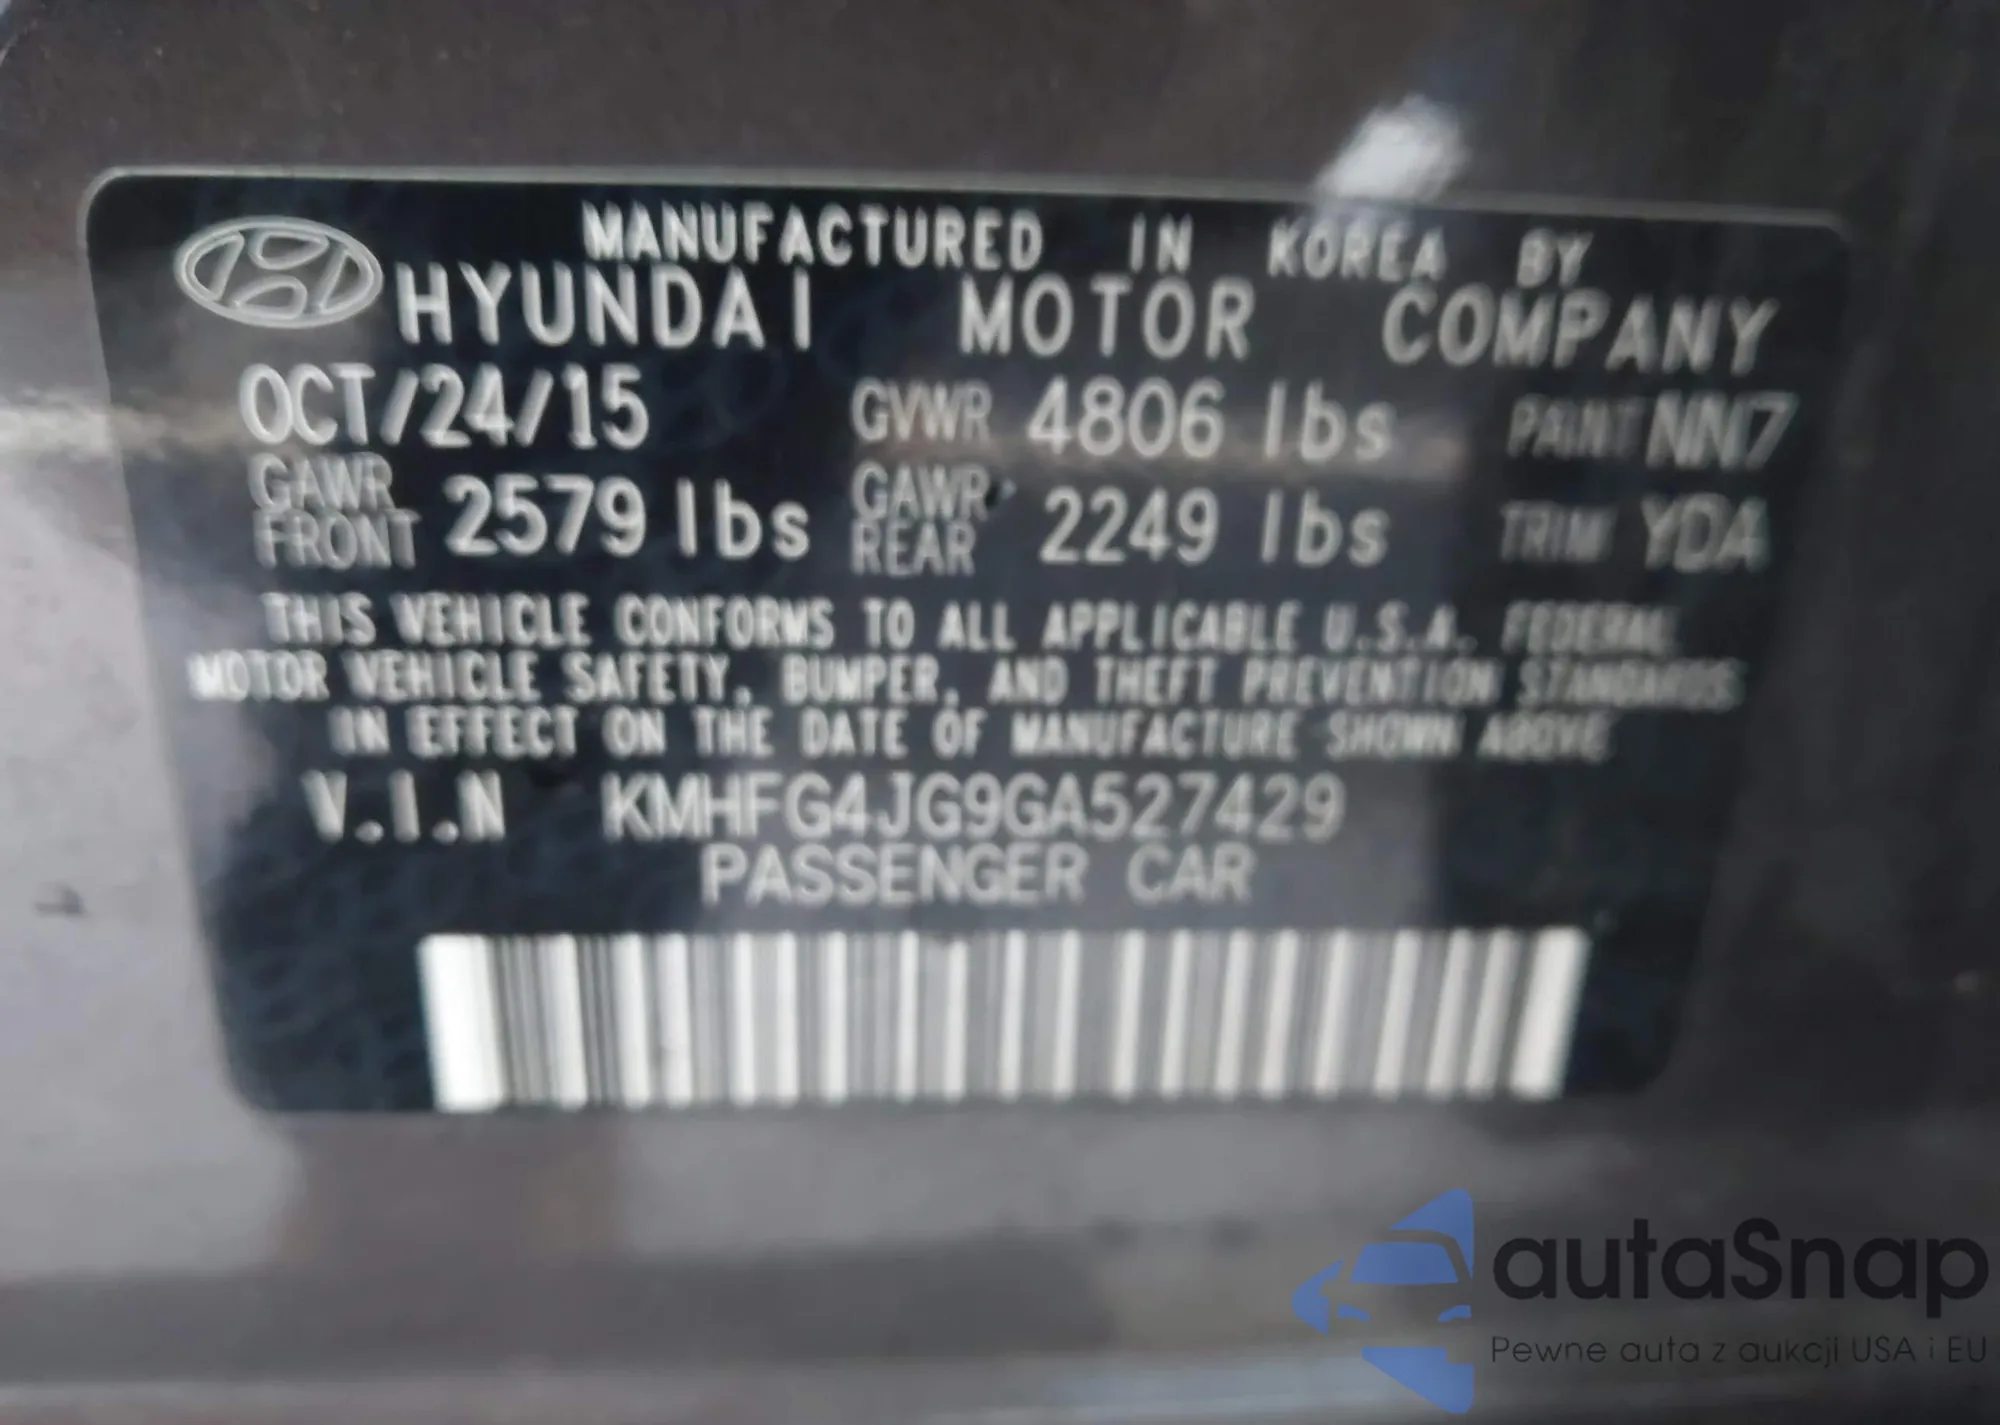 MANUFACTURED IN KOREA BY
HYUNDAI MOTOR COMPANY
OCT/24/15 GVWR 4806 lbs PAINT NN7
GAWR FRONT 2579 lbs GAWR REAR 2249 lbs TRIM YDA
THIS VEHICLE CONFORMS TO ALL APPLICABLE U.S.A. FEDERAL
MOTOR VEHICLE SAFETY, BUMPER, AND THEFT PREVENTION STANDARDS
IN EFFECT ON THE DATE OF MANUFACTURE SHOWN ABOVE
V.I.N KMHFG4JG9GA527429
PASSENGER CAR
autaSnap
Pewne auta z aukcji USA i EU